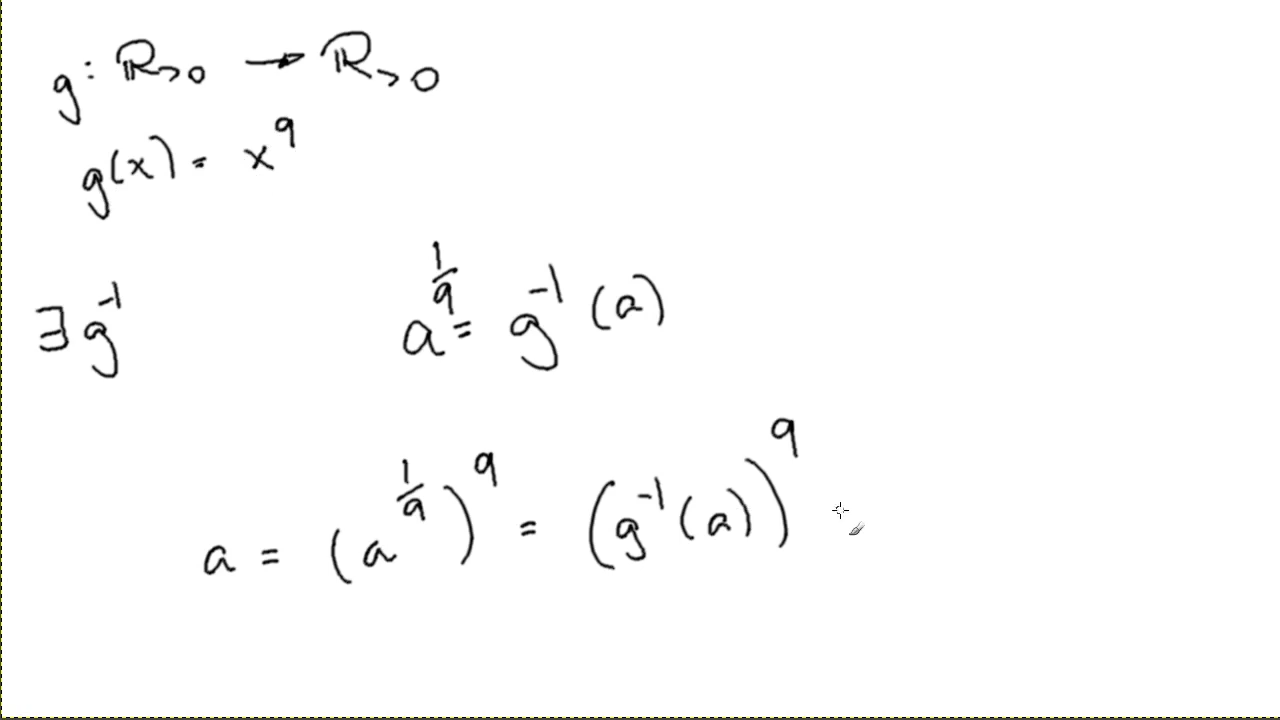 g : ℝ>0 → ℝ>0
g(x) = x^q
∃ g^-1   a^(1/q) = g^-1 (a)
a = (a^(1/q))^q = (g^-1 (a))^q